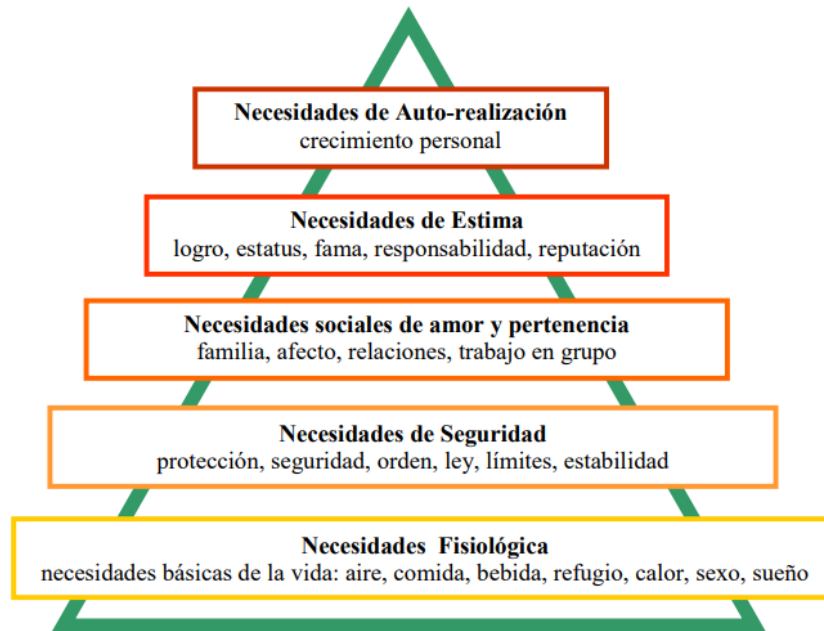 Necesidades de Auto-realización
crecimiento personal
Necesidades de Estima
logro, estatus, fama, responsabilidad, reputación
Necesidades sociales de amor y pertenencia
familia, afecto, relaciones, trabajo en grupo
Necesidades de Seguridad
protección, seguridad, orden, ley, límites, estabilidad
Necesidades Fisiológica
necesidades básicas de la vida: aire, comida, bebida, refugio, calor, sexo, sueño